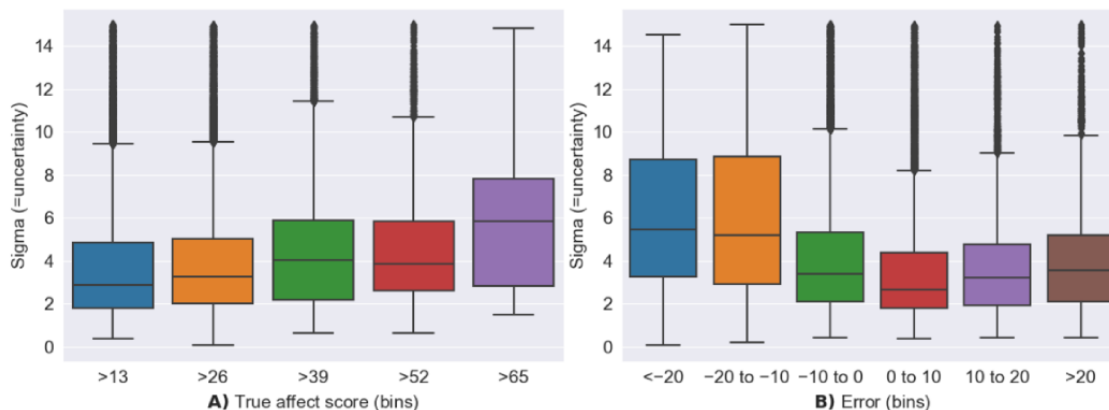 14
12
10
8
6
4
2
0
Sigma (=uncertainty)
>13 >26 >39 >52 >65
A) True affect score (bins)
14
12
10
8
6
4
2
0
Sigma (=uncertainty)
<−20 −20 to −10 −10 to 0 0 to 10 10 to 20 >20
B) Error (bins)